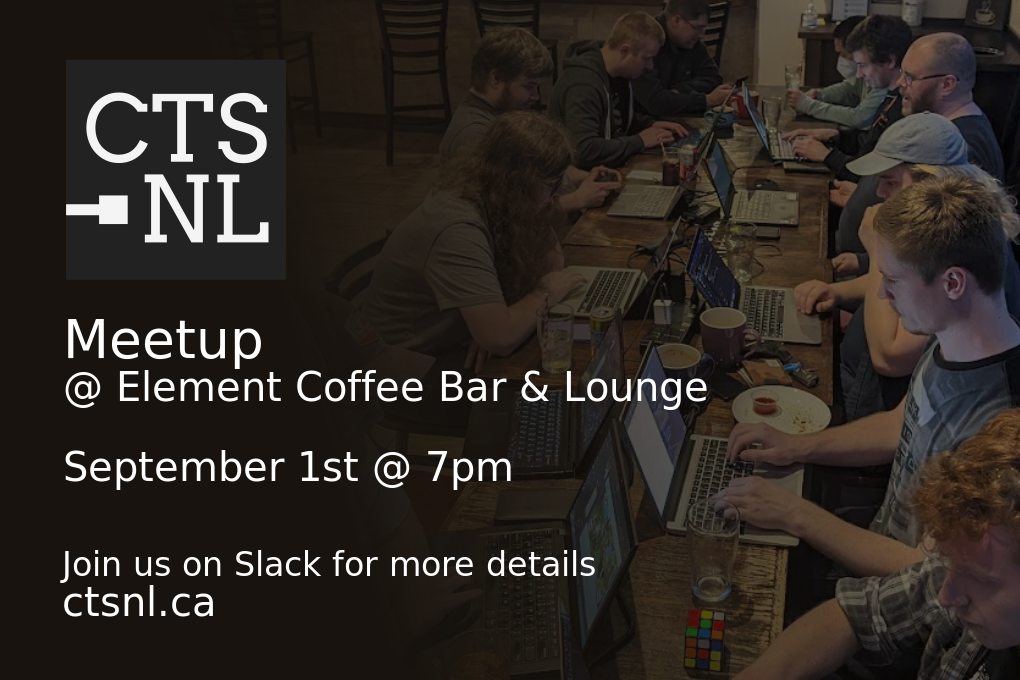 CTS
NL
Meetup
@ Element Coffee Bar & Lounge
September 1st @ 7pm
Join us on Slack for more details
ctsnl.ca